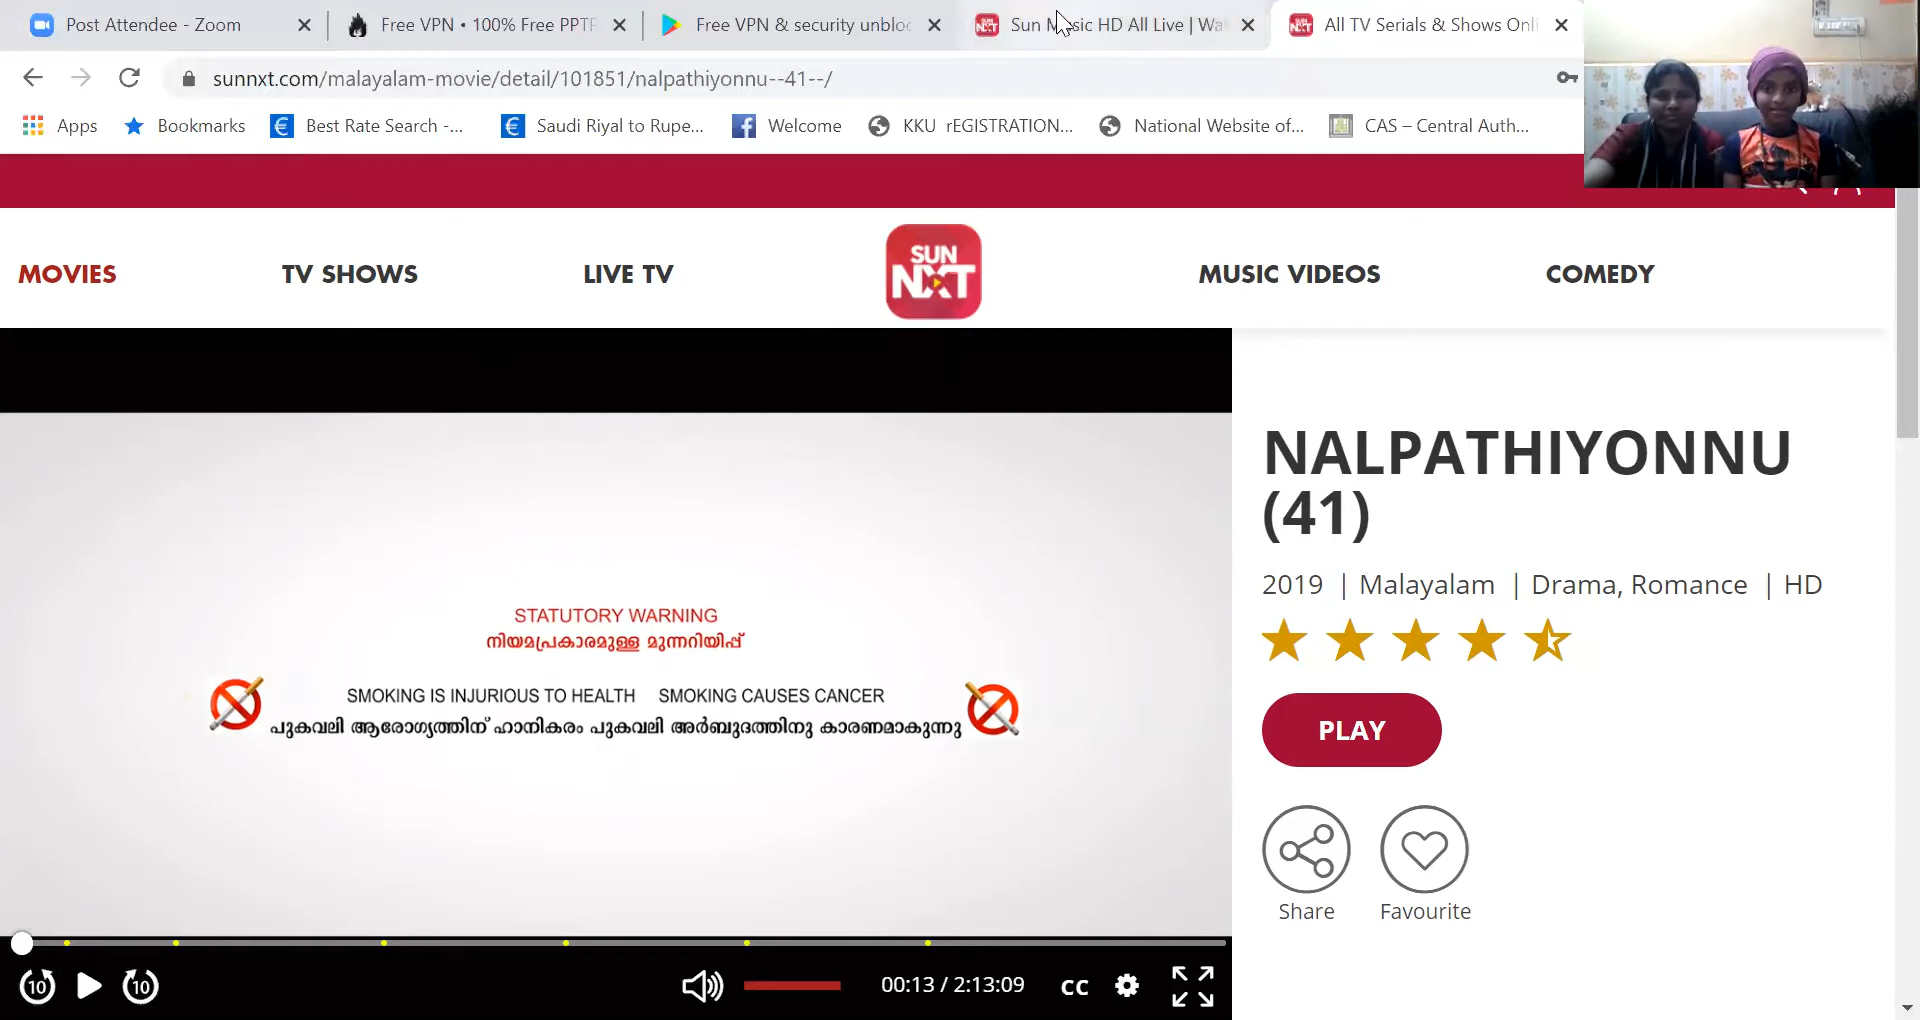 Post Attendee - Zoom
Free VPN • 100% Free PPTP
Free VPN & security unbloc
Sun Music HD All Live | Wat
All TV Serials & Shows Onli
sunnxt.com/malayalam-movie/detail/101851/nalpathiyonnu--41--/
Apps
Bookmarks
Best Rate Search -...
Saudi Riyal to Rupe...
Welcome
KKU rEGISTRATION...
National Website of...
CAS – Central Auth...
MOVIES
TV SHOWS
LIVE TV
SUN
NXT
MUSIC VIDEOS
COMEDY
STATUTORY WARNING
നിയമപ്രകാരമുള്ള മുന്നറിയിപ്പ്
SMOKING IS INJURIOUS TO HEALTH SMOKING CAUSES CANCER
പുകവലി ആരോഗ്യത്തിന് ഹാനികരം പുകവലി അർബുദത്തിനു കാരണമാകുന്നു
NALPATHIYONNU
(41)
2019 | Malayalam | Drama, Romance | HD
PLAY
Share
Favourite
10
10
00:13 / 2:13:09
CC